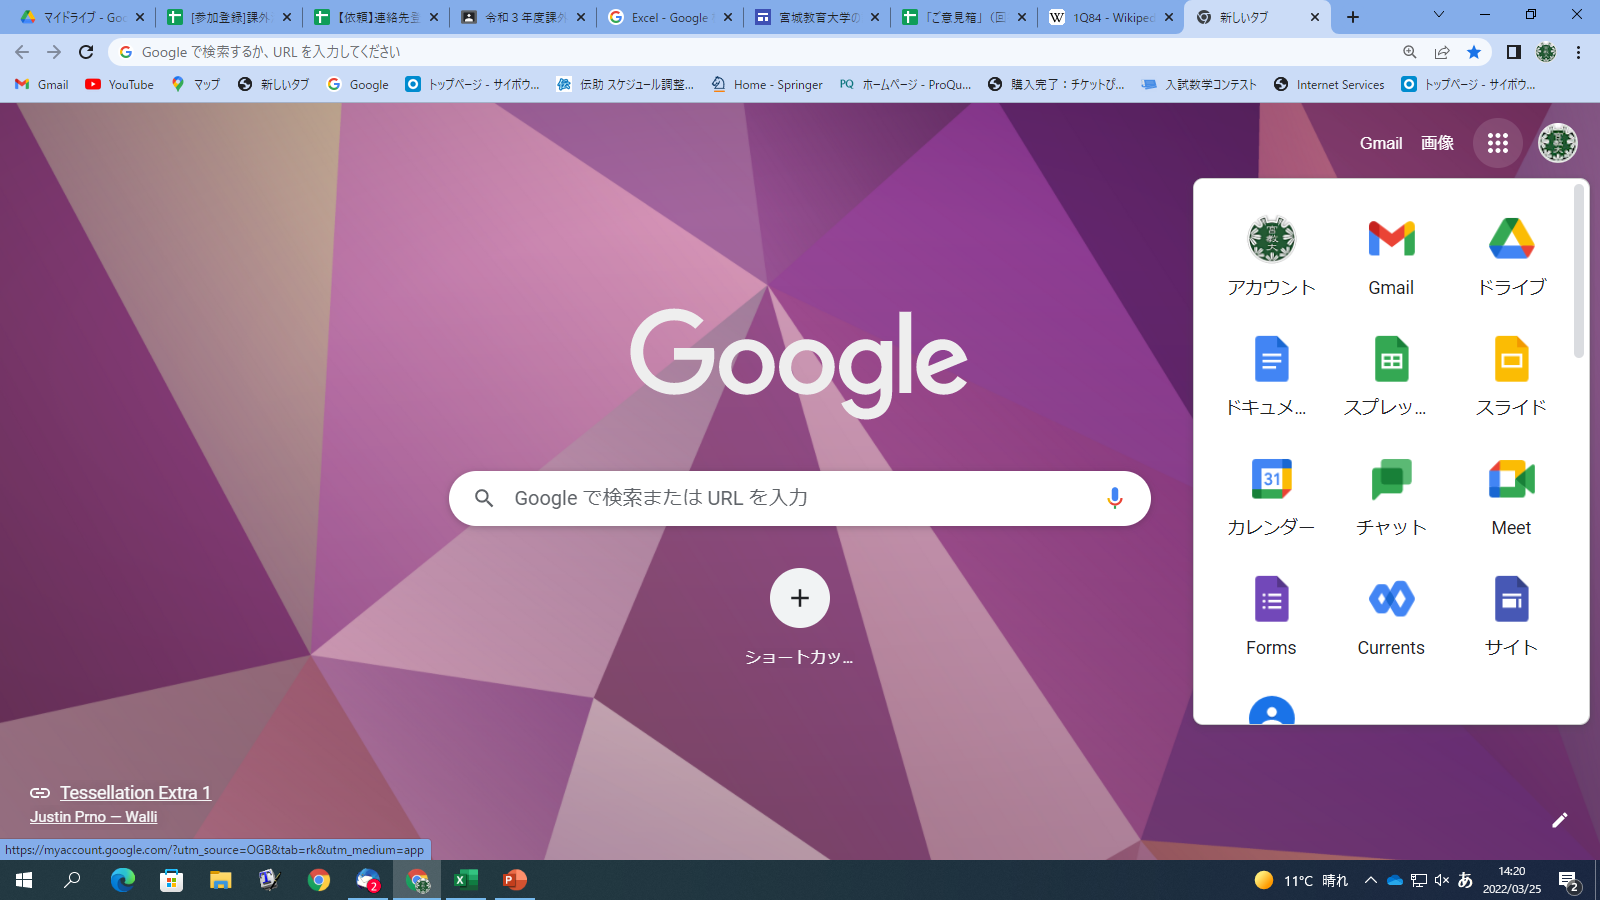 マイドライブ - Goo
[参加登録]課外
【依頼】連絡先登
令和３年度課外
Excel - Google
宮城教育大学の
「ご意見箱」（回
1Q84 - Wikiped
新しいタブ
Google で検索するか、URL を入力してください
Gmail
YouTube
マップ
新しいタブ
Google
トップページ - サイボウ...
伝助 スケジュール調整...
Home - Springer
PQ ホームページ - ProQu...
購入完了：チケットぴ...
入試数学コンテスト
Internet Services
トップページ - サイボウ...
Gmail 画像
アカウント Gmail ドライブ
ドキュメ... スプレッ... スライド
31
カレンダー チャット Meet
Forms Currents サイト
Google
Google で検索または URL を入力
ショートカッ...
Tessellation Extra 1
Justin Prno — Walli
https://myaccount.google.com/?utm_source=OGB&tab=rk&utm_medium=app
2
11°C 晴れ
あ
14:20
2022/03/25
2